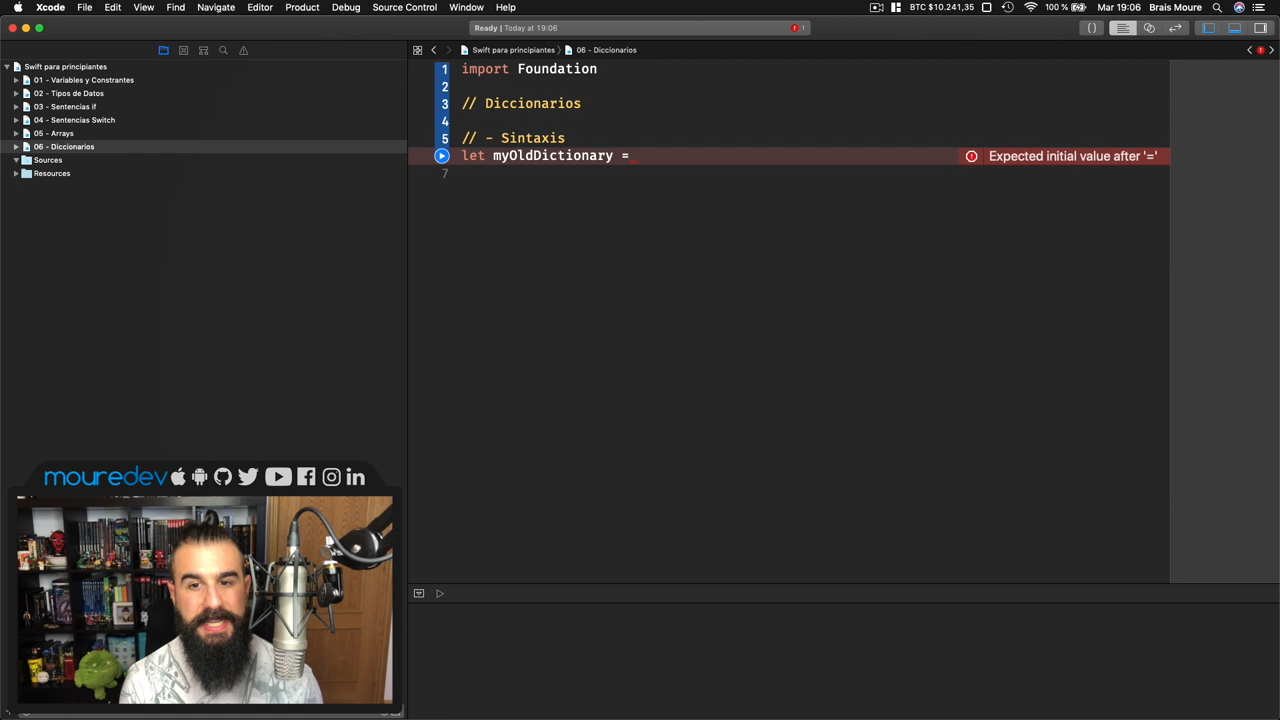 Xcode File Edit View Find Navigate Editor Product Debug Source Control Window Help BTC $10.241,35 100 % Mar 19:06 Brais Moure
Ready | Today at 19:06 1
Swift para principiantes 06 - Diccionarios
Swift para principiantes
01 - Variables y Constrantes
02 - Tipos de Datos
03 - Sentencias if
04 - Sentencias Switch
05 - Arrays
06 - Diccionarios
Sources
Resources
1 import Foundation
2
3 // Diccionarios
4
5 // - Sintaxis
let myOldDictionary = Expected initial value after '='
7
mouredev